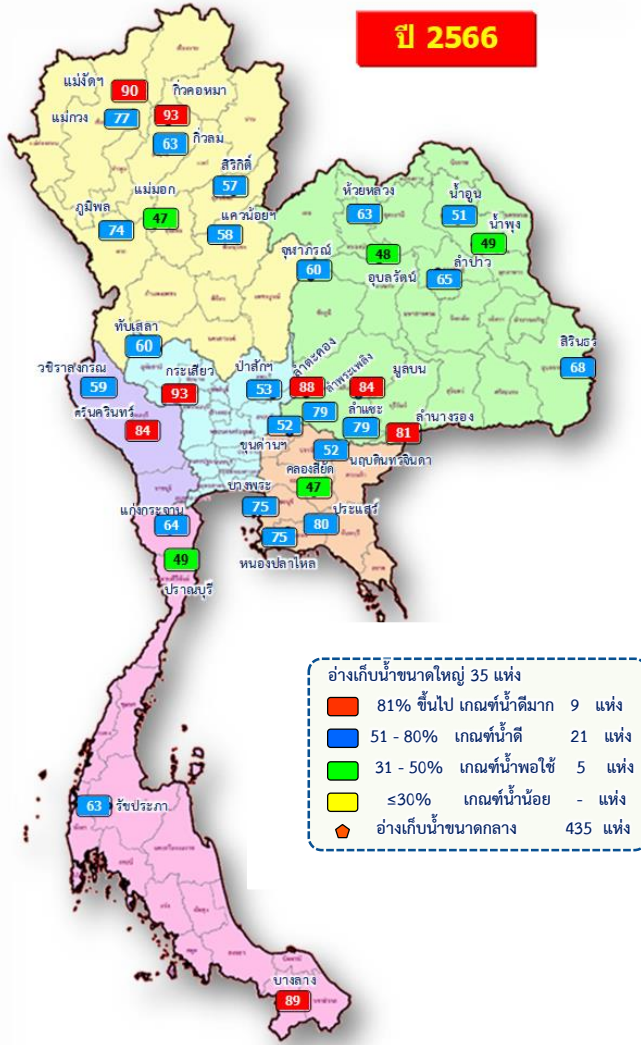 ปี 2566
แม่งัดฯ
90
กิ่วคอหมา
93
แม่กวง
77
63
กิ่วลม
สิริกิติ์
57
แม่มอก
47
ภูมิพล
74
แควน้อยฯ
58
ห้วยหลวง
63
น้ำอูน
51
น้ำพุง
49
จุฬาภรณ์
60
48
อุบลรัตน์
ลำปาว
65
สิรินธร
68
ทับเสลา
60
วชิราลงกรณ
59
กระเสียว
93
ป่าสักฯ
53
ลำตะคอง
88
ลำพระเพลิง
79
84
มูลบน
ลำแชะ
79
ลำนางรอง
81
ศรีนครินทร์
84
52
ขุนด่านฯ
52
นฤบดินทรจินดา
คลองสียัด
47
บางพระ
75
ประแสร์
80
75
หนองปลาไหล
แก่งกระจาน
64
49
ปราณบุรี
63 รัชประภา
บางลาง
89
อ่างเก็บน้ำขนาดใหญ่ 35 แห่ง
81% ขึ้นไป เกณฑ์น้ำดีมาก 9 แห่ง
51 - 80% เกณฑ์น้ำดี 21 แห่ง
31 - 50% เกณฑ์น้ำพอใช้ 5 แห่ง
≤30% เกณฑ์น้ำน้อย - แห่ง
อ่างเก็บน้ำขนาดกลาง 435 แห่ง